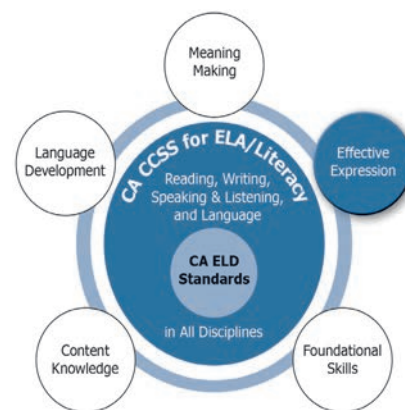 Meaning
Making
Language
Development
Effective
Expression
CA CCSS for ELA/Literacy
Reading, Writing,
Speaking & Listening,
and Language
CA ELD
Standards
in All Disciplines
Content
Knowledge
Foundational
Skills